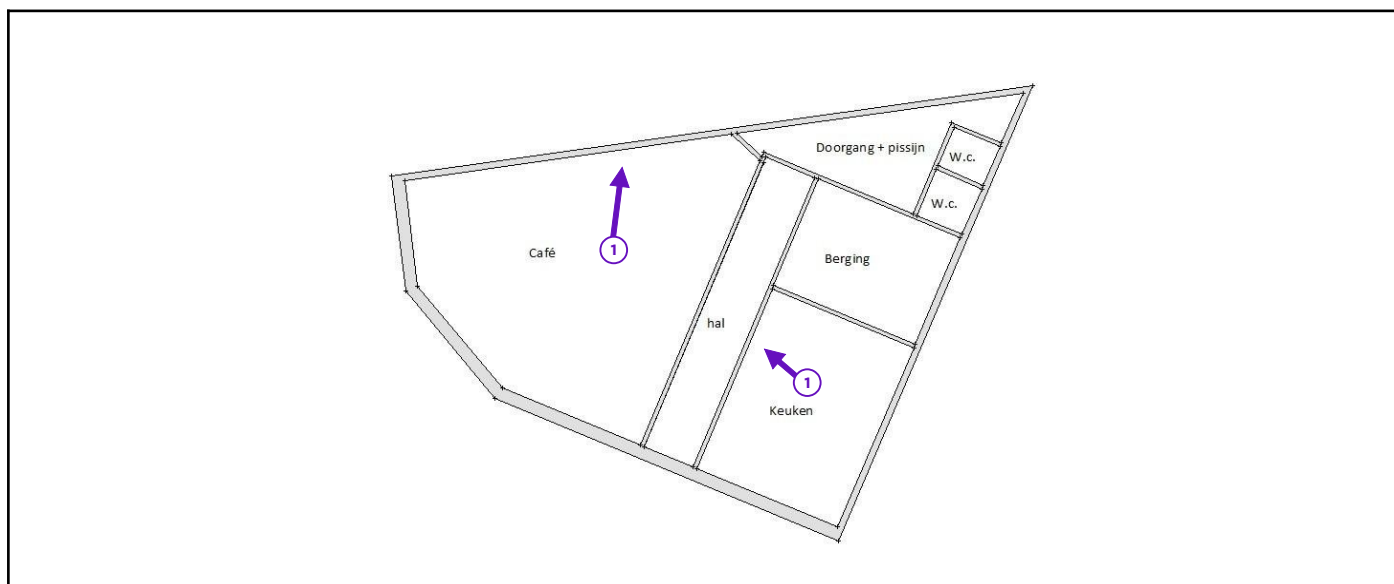 Doorgang + pissijn
W.c.
W.c.
Café
1
Berging
hal
1
Keuken